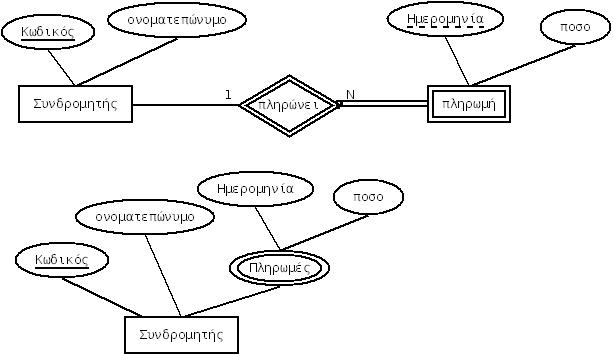 Κωδικός
ονοματεπώνυμο
Ημερομηνία
ποσο
Συνδρομητής
1
πληρώνει
N
πληρωμή
Ημερομηνία
ποσο
ονοματεπώνυμο
Κωδικός
Πληρωμές
Συνδρομητής